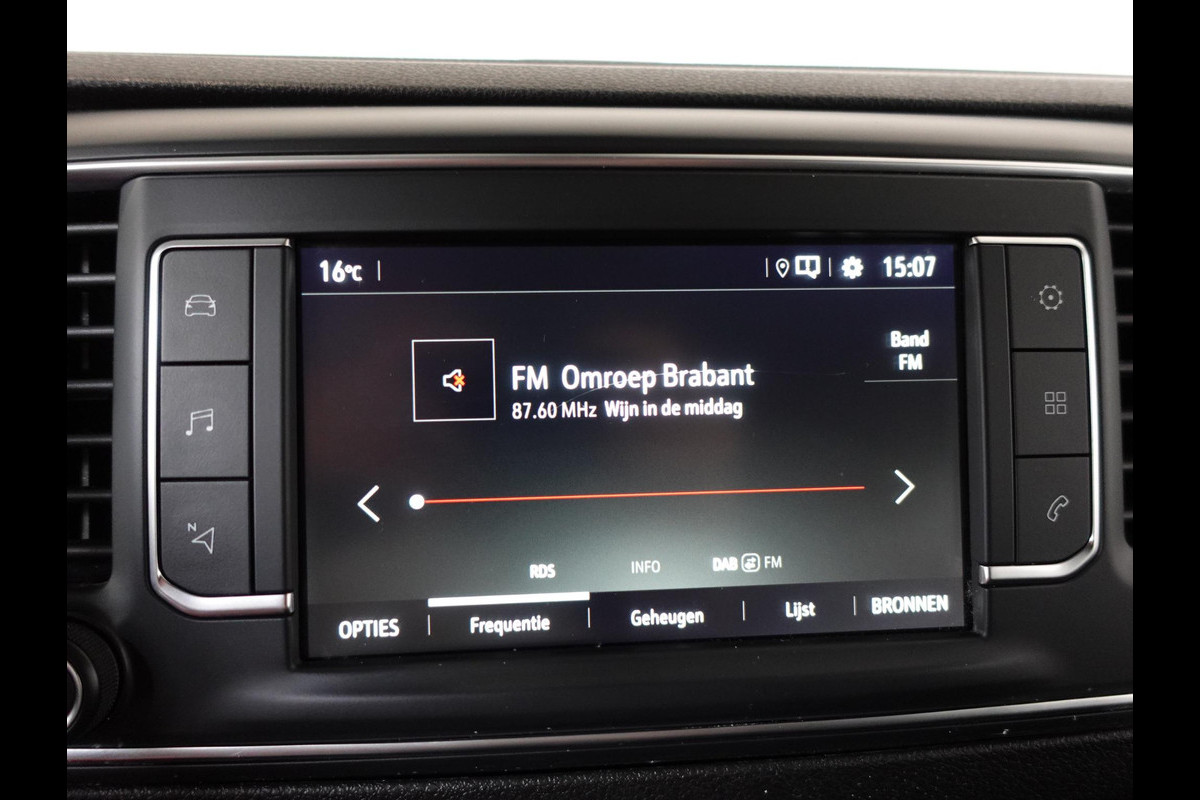 16°C
15:07
Band
FM
FM Omroep Brabant
87.60 MHz Wijn in de middag
N
RDS INFO DAB FM
OPTIES Frequentie Geheugen Lijst BRONNEN